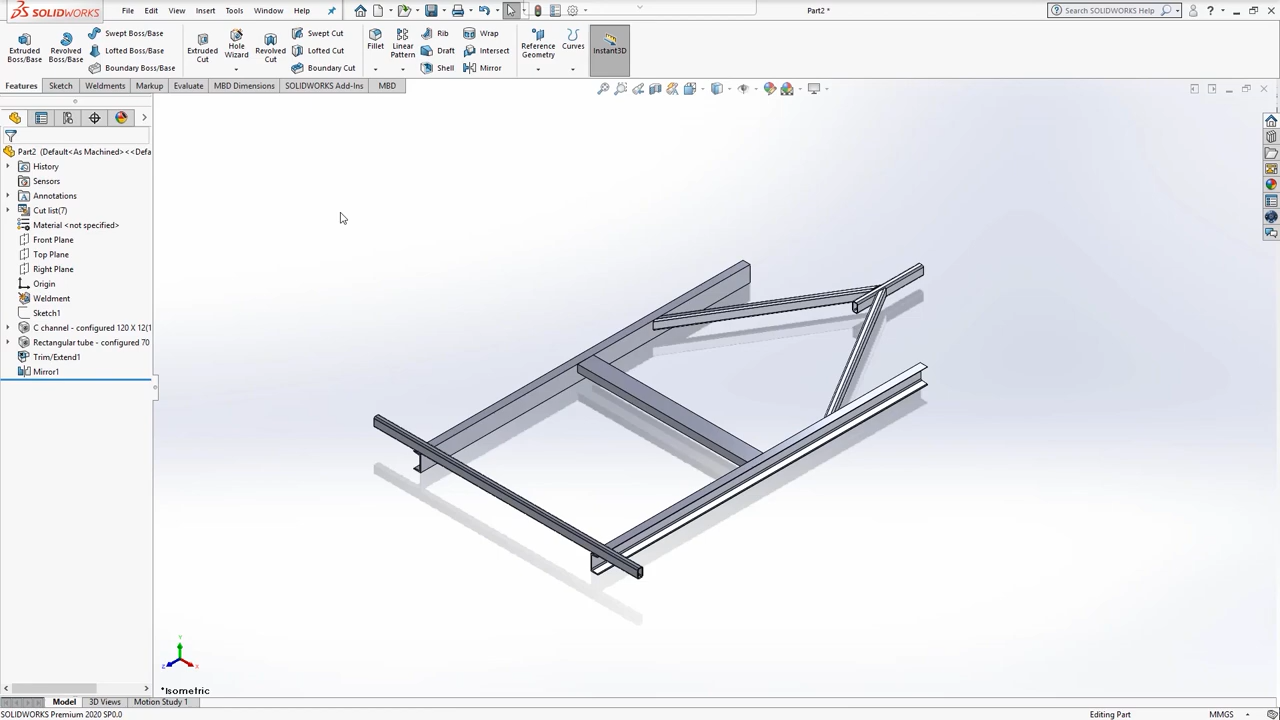 SOLIDWORKS
File Edit View Insert Tools Window Help
Part2 *
Search SOLIDWORKS Help
Extruded Boss/Base
Revolved Boss/Base
Swept Boss/Base
Lofted Boss/Base
Boundary Boss/Base
Extruded Cut
Hole Wizard
Revolved Cut
Swept Cut
Lofted Cut
Boundary Cut
Fillet
Linear Pattern
Rib
Draft
Shell
Wrap
Intersect
Mirror
Reference Geometry
Curves
Instant3D
Features Sketch Weldments Markup Evaluate MBD Dimensions SOLIDWORKS Add-Ins MBD
Part2 (Default<As Machined><<Defa
History
Sensors
Annotations
Cut list(7)
Material <not specified>
Front Plane
Top Plane
Right Plane
Origin
Weldment
Sketch1
C channel - configured 120 X 12(1
Rectangular tube - configured 70
Trim/Extend1
Mirror1
Y
Z X
*Isometric
Model 3D Views Motion Study 1
SOLIDWORKS Premium 2020 SP0.0
Editing Part
MMGS